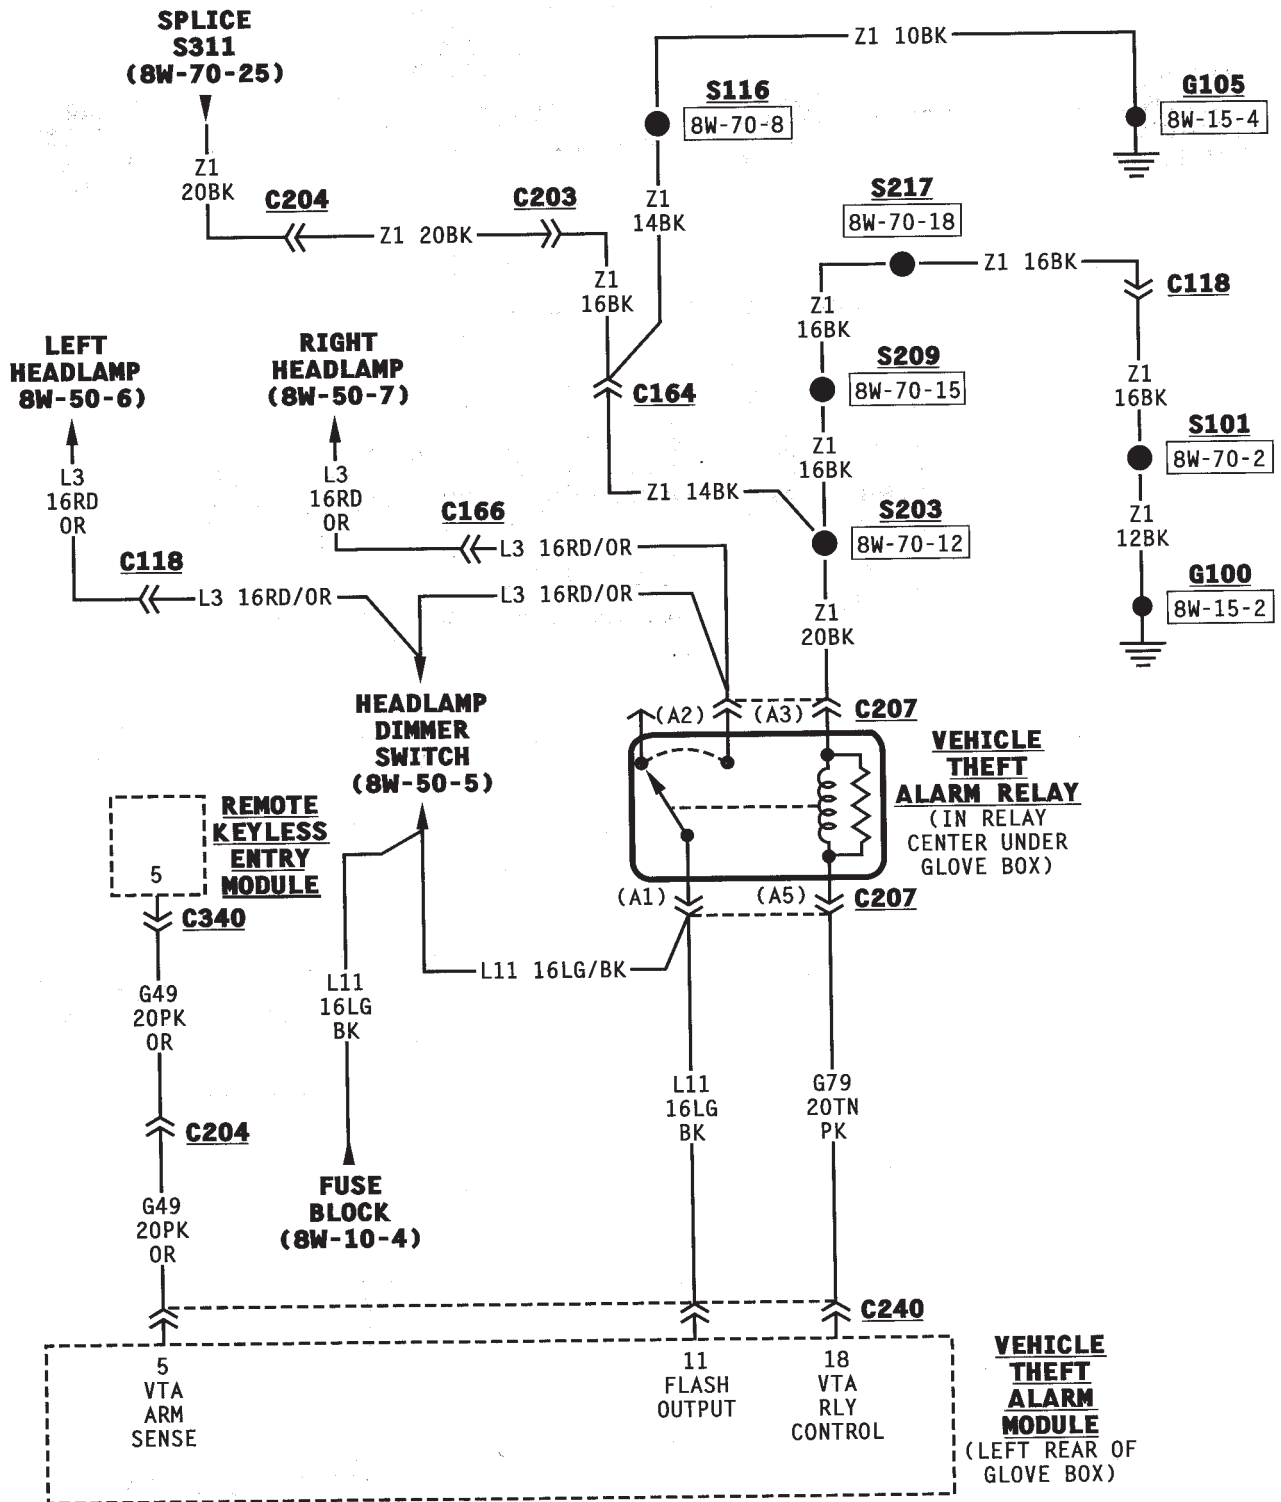 SPLICE
S311
(8W-70-25)
Z1
20BK
C204
Z1 20BK
C203
Z1
16BK
Z1 10BK
S116
8W-70-8
Z1
14BK
G105
8W-15-4
S217
8W-70-18
Z1 16BK
C118
Z1
16BK
S209
8W-70-15
Z1
16BK
Z1
16BK
S101
8W-70-2
Z1
12BK
G100
8W-15-2
LEFT
HEADLAMP
8W-50-6)
RIGHT
HEADLAMP
(8W-50-7)
C164
Z1 14BK
S203
8W-70-12
Z1
20BK
L3
16RD
OR
L3
16RD
OR
C118
L3 16RD/OR
C166
L3 16RD/OR
L3 16RD/OR
HEADLAMP
DIMMER
SWITCH
(8W-50-5)
(A2)
(A3)
C207
VEHICLE
THEFT
ALARM RELAY
(IN RELAY
CENTER UNDER
GLOVE BOX)
(A1)
(A5)
C207
REMOTE
KEYLESS
ENTRY
MODULE
5
C340
G49
20PK
OR
L11
16LG
BK
L11 16LG/BK
L11
16LG
BK
G79
20TN
PK
C204
G49
20PK
OR
FUSE
BLOCK
(8W-10-4)
C240
5
VTA
ARM
SENSE
11
FLASH
OUTPUT
18
VTA
RLY
CONTROL
VEHICLE
THEFT
ALARM
MODULE
(LEFT REAR OF
GLOVE BOX)